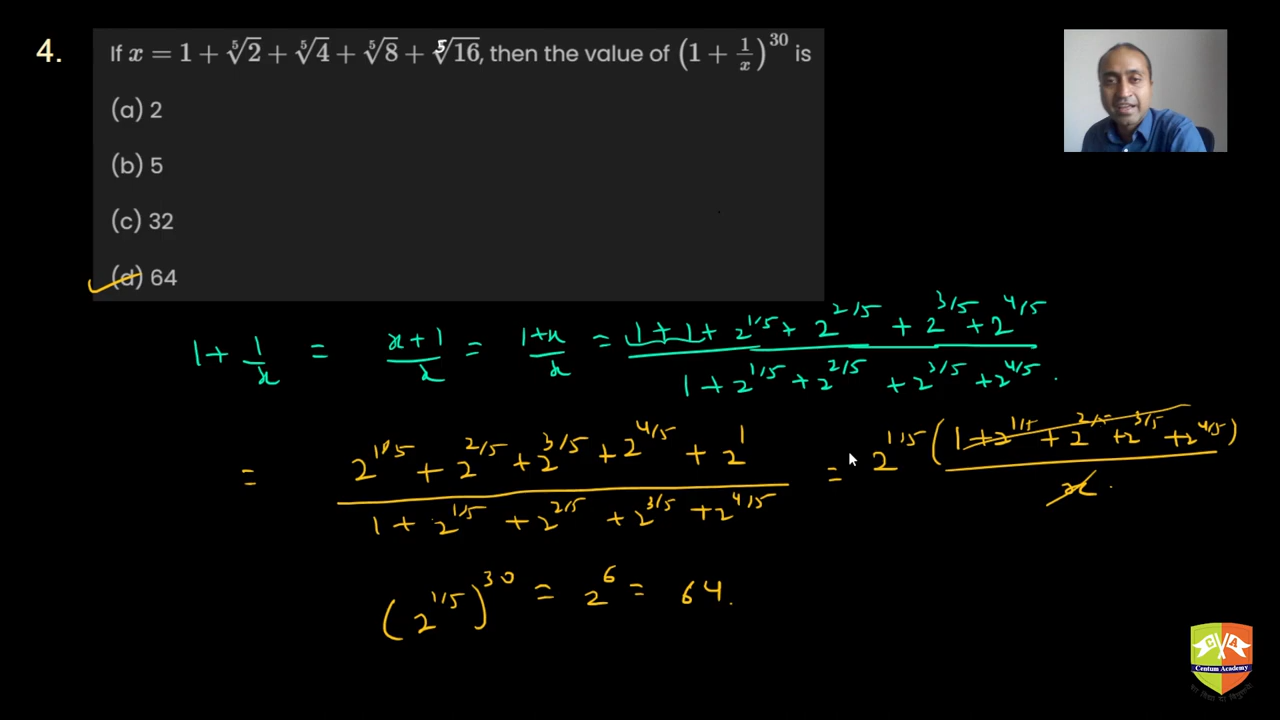 4.
If x = 1 + ⁵√2 + ⁵√4 + ⁵√8 + ⁵√16, then the value of (1 + 1/x)^30 is
(a) 2
(b) 5
(c) 32
(d) 64
1 + 1/x = (x+1)/x = (1+x)/x = (1 + 1 + 2^1/5 + 2^2/5 + 2^3/5 + 2^4/5)/(1 + 2^1/5 + 2^2/5 + 2^3/5 + 2^4/5).
= (2^1/5 + 2^2/5 + 2^3/5 + 2^4/5 + 2^1)/(1 + 2^1/5 + 2^2/5 + 2^3/5 + 2^4/5) = 2^1/5 (1 + 2^1/5 + 2^2/5 + 2^3/5 + 2^4/5)/x.
(2^1/5)^30 = 2^6 = 64.
C A
Centum Academy